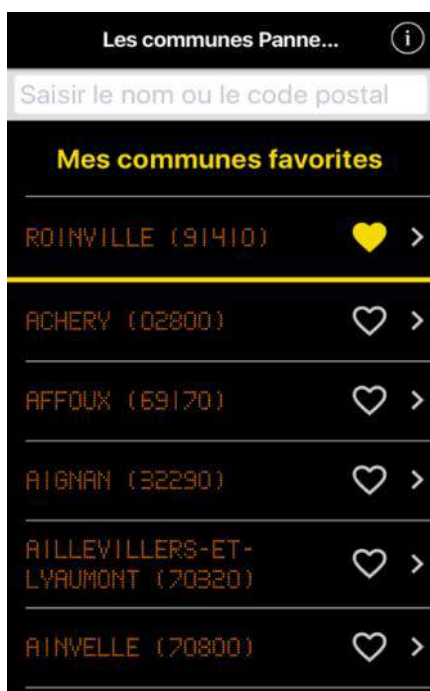 Les communes Panne...
i
Saisir le nom ou le code postal
Mes communes favorites
ROINVILLE (91410)
ACHERY (02800)
AFFOUX (69170)
AIGNAN (32290)
AILLEVILLERS-ET-
LYAUMONT (70320)
AINVELLE (70800)